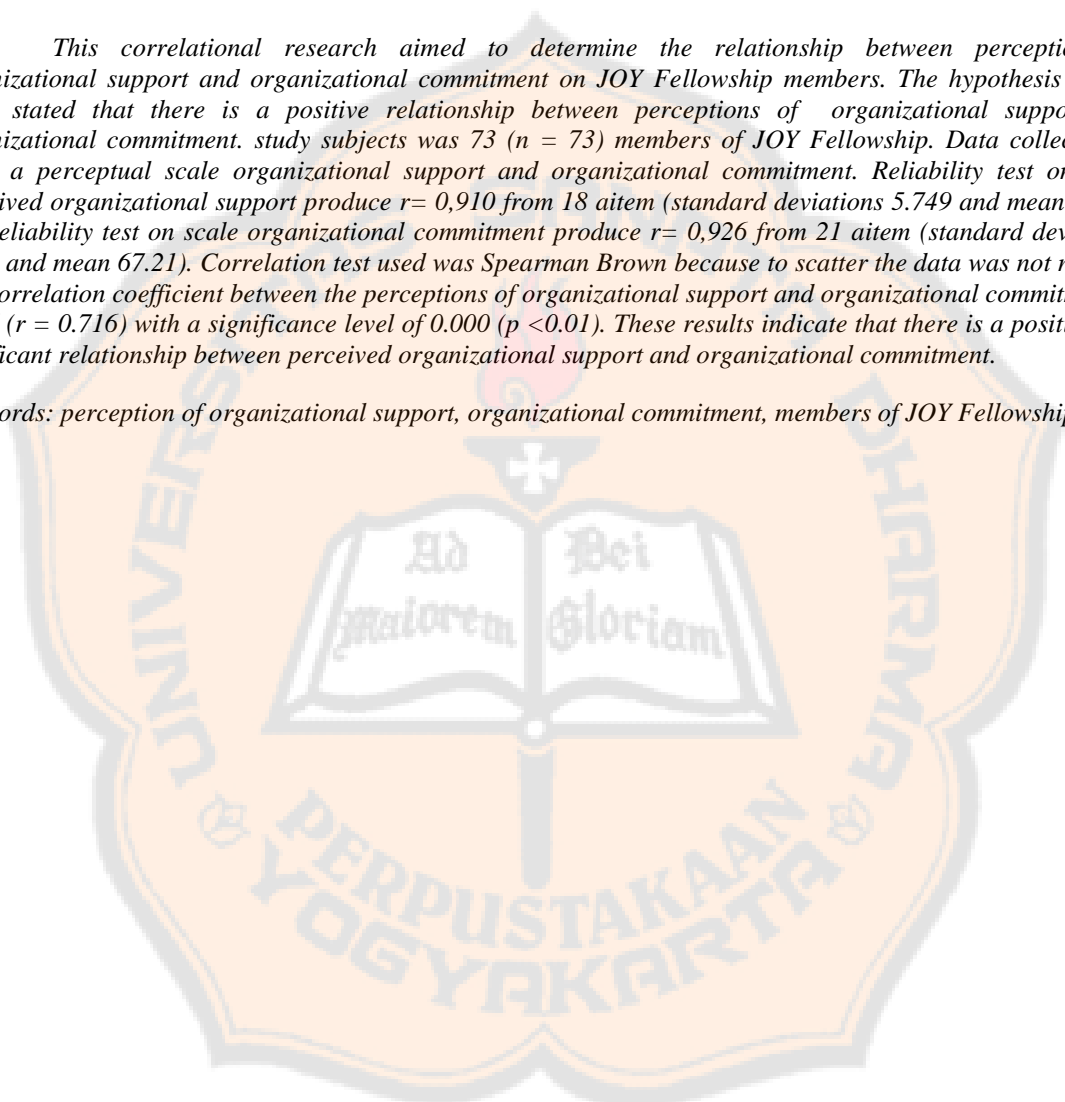 This correlational research aimed to determine the relationship between perceptio
nizational support and organizational commitment on JOY Fellowship members. The hypothesis
stated that there is a positive relationship between perceptions of organizational suppo
nizational commitment. study subjects was 73 (n = 73) members of JOY Fellowship. Data collec
a perceptual scale organizational support and organizational commitment. Reliability test on
ived organizational support produce r= 0,910 from 18 aitem (standard deviations 5.749 and mean
eliability test on scale organizational commitment produce r= 0,926 from 21 aitem (standard dev
and mean 67.21). Correlation test used was Spearman Brown because to scatter the data was not n
orrelation coefficient between the perceptions of organizational support and organizational commit
(r = 0.716) with a significance level of 0.000 (p <0.01). These results indicate that there is a positi
ficant relationship between perceived organizational support and organizational commitment.
ords: perception of organizational support, organizational commitment, members of JOY Fellowship
UNIVERSITAS SANATA DHARMA
Ad Dei
Maiorem Gloriam
PERPUSTAKAAN
YOGYAKARTA